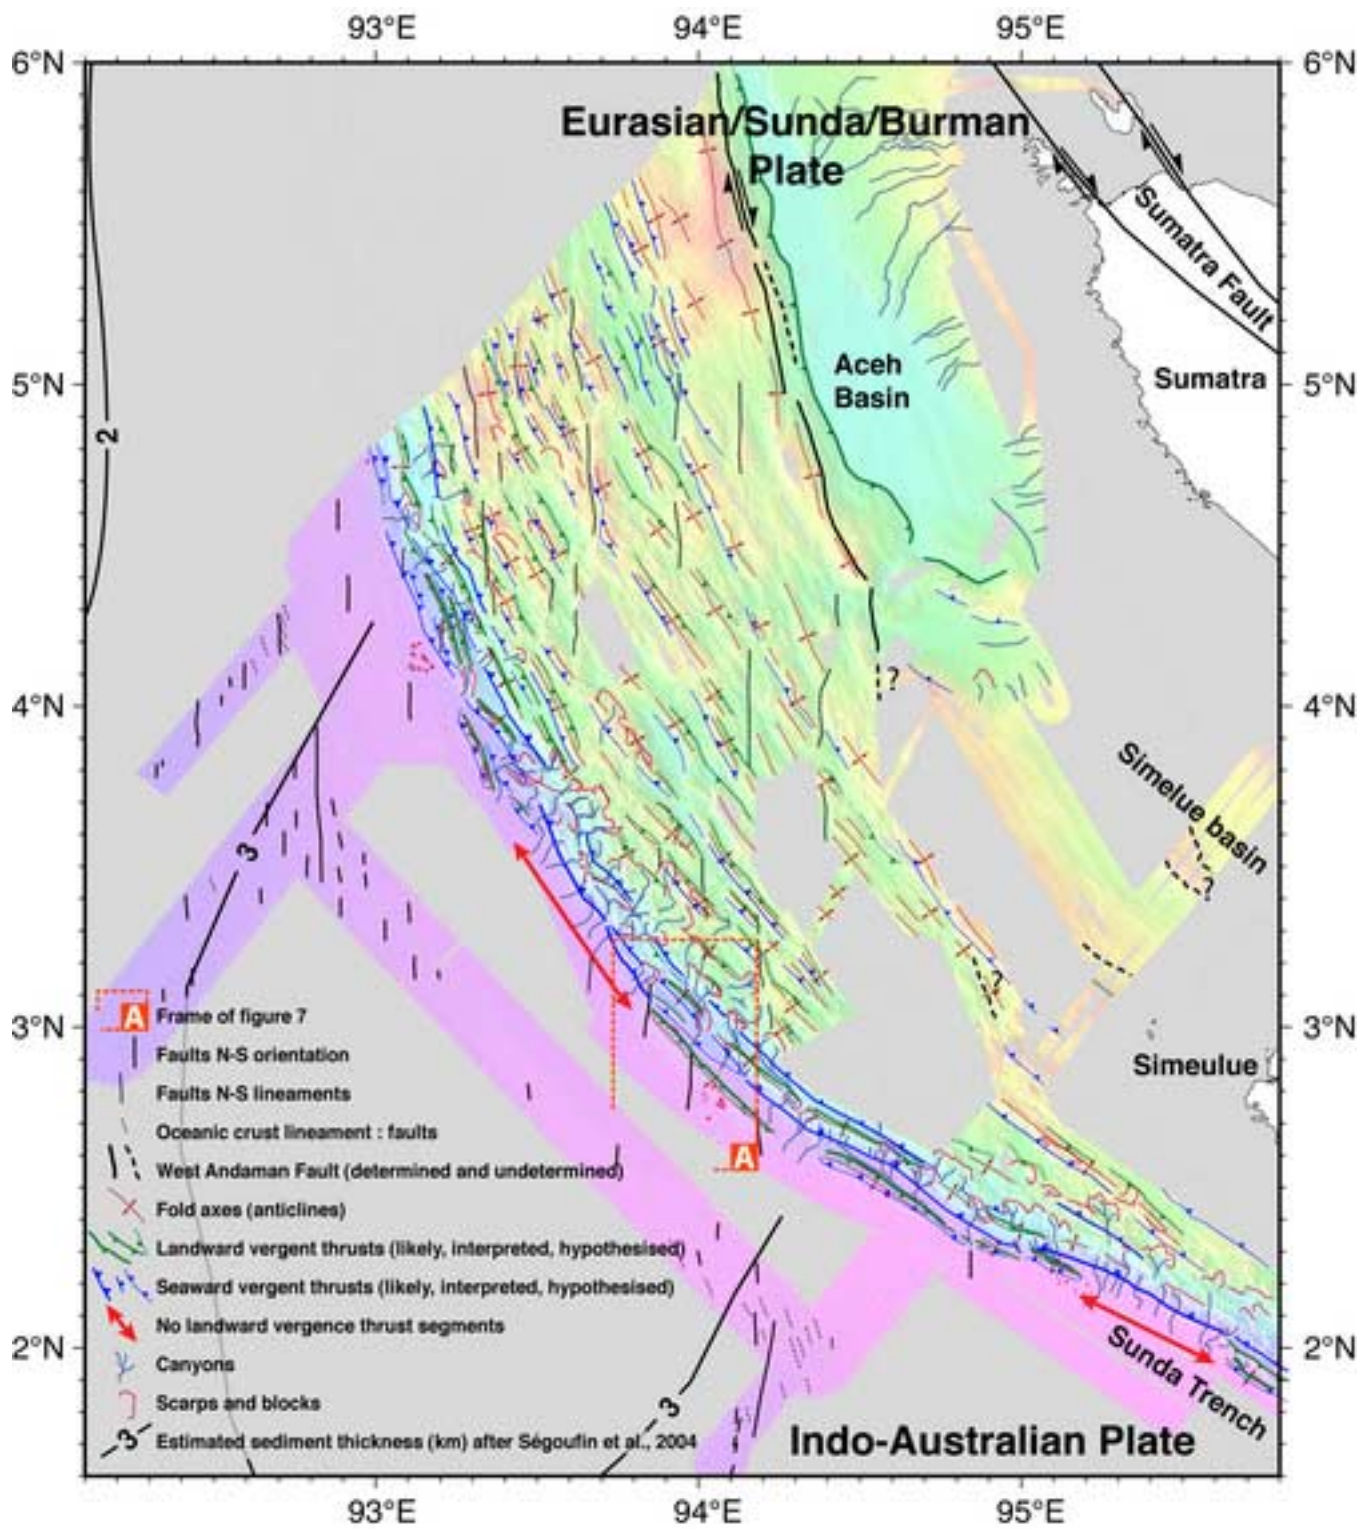 93°E 94°E 95°E
6°N 6°N
Eurasian/Sunda/Burman
Plate
Sumatra Fault
Aceh
Basin
Sumatra
5°N 5°N
2
?
4°N 4°N
Simelue basin
?
3
?
3°N 3°N
Simeulue
A Frame of figure 7
Faults N-S orientation
Faults N-S lineaments
Oceanic crust lineament : faults
West Andaman Fault (determined and undetermined)
A
Fold axes (anticlines)
Landward vergent thrusts (likely, interpreted, hypothesised)
Seaward vergent thrusts (likely, interpreted, hypothesised)
No landward vergence thrust segments
2°N 2°N
Sunda Trench
Canyons
Scarps and blocks
3
3 Estimated sediment thickness (km) after Ségoufin et al., 2004
Indo-Australian Plate
93°E 94°E 95°E